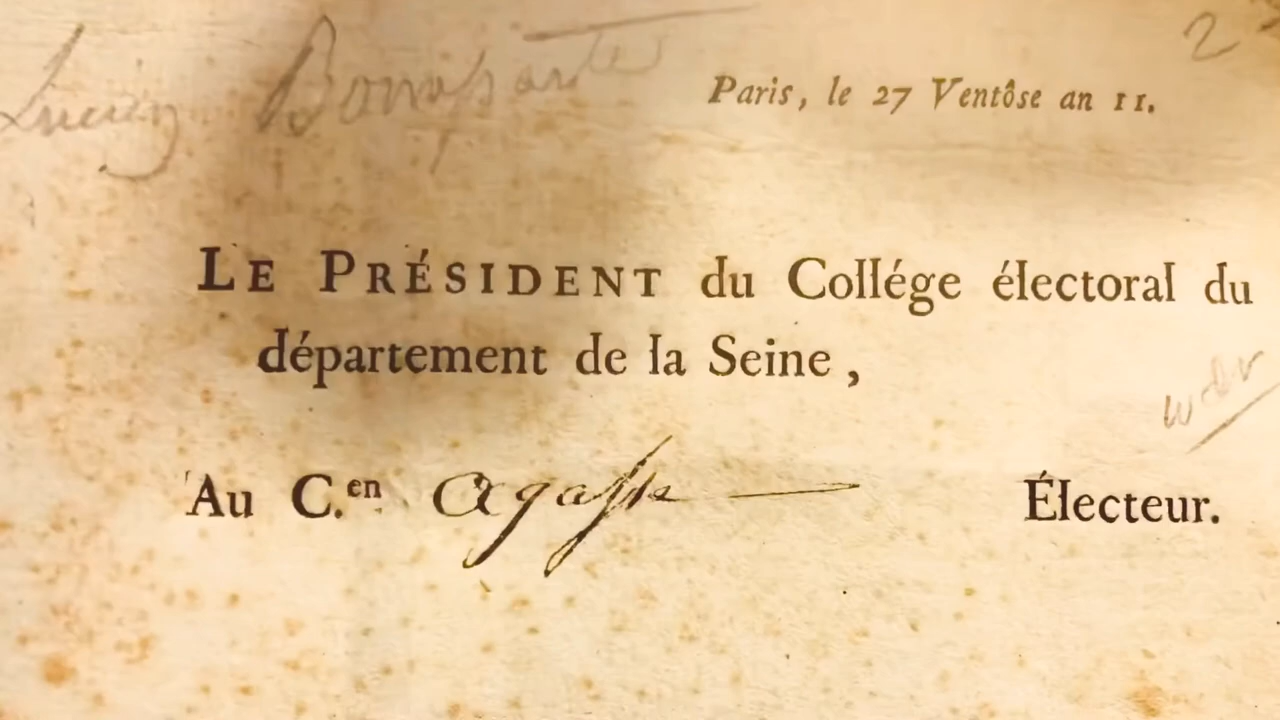 Lucien Bonaparte
Paris, le 27 Ventôse an 11.
LE PRÉSIDENT du Collége électoral du
département de la Seine,
Au C.en Agasse Électeur.